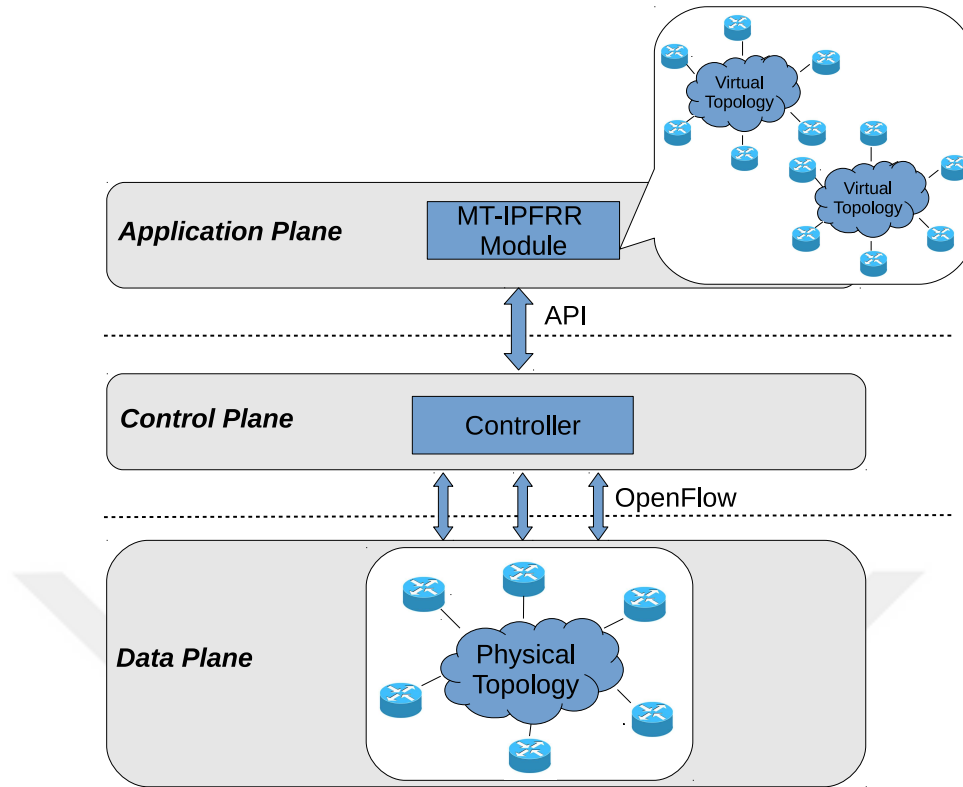 Virtual
Topology
Virtual
Topology
Application Plane
MT-IPFRR
Module
API
Control Plane
Controller
OpenFlow
Data Plane
Physical
Topology